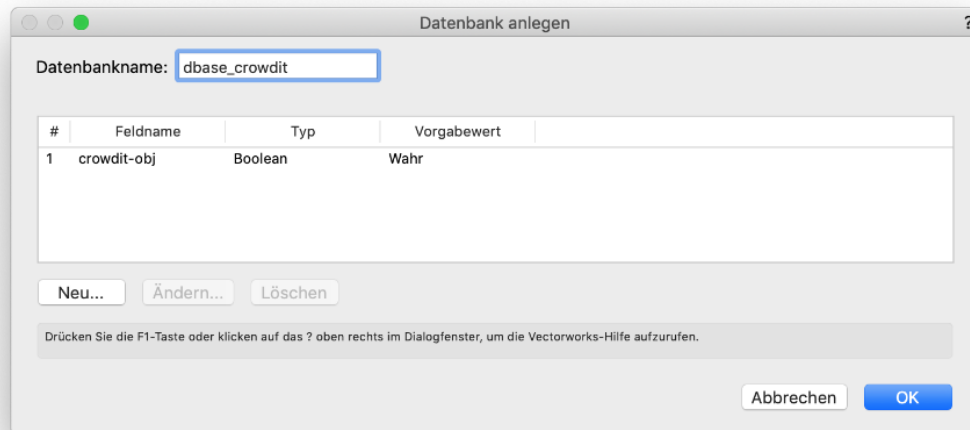 Datenbank anlegen
?
Datenbankname: dbase_crowdit
# Feldname Typ Vorgabewert
1 crowdit-obj Boolean Wahr
Neu... Ändern... Löschen
Drücken Sie die F1-Taste oder klicken auf das ? oben rechts im Dialogfenster, um die Vectorworks-Hilfe aufzurufen.
Abbrechen OK